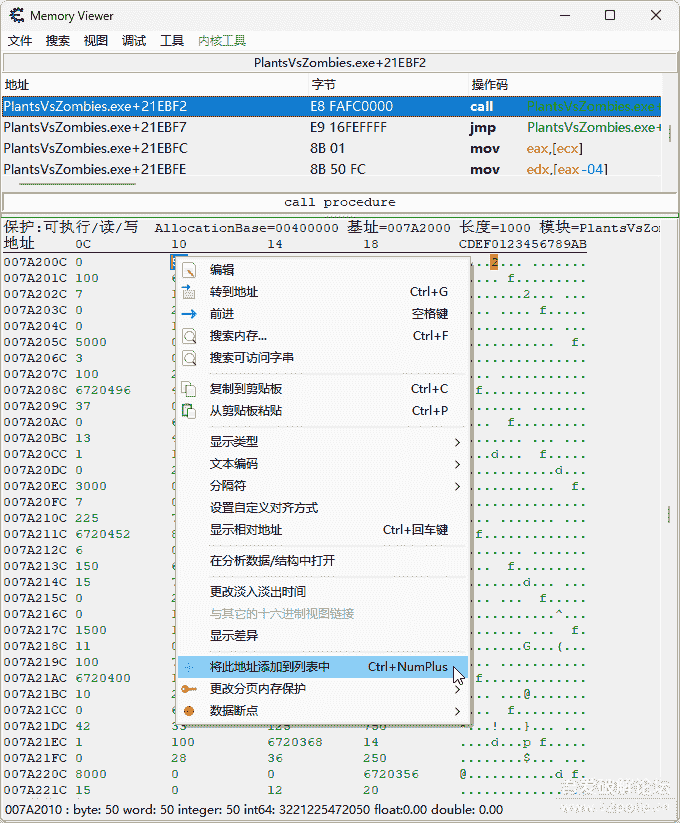 Memory Viewer
文件 搜索 视图 调试 工具 内核工具
PlantsVsZombies.exe+21EBF2
地址 字节 操作码
PlantsVsZombies.exe+21EBF2 E8 FAFC0000 call PlantsVsZombies.exe+
PlantsVsZombies.exe+21EBF7 E9 16FEFFFF jmp PlantsVsZombies.exe+
PlantsVsZombies.exe+21EBFC 8B 01 mov eax,[ecx]
PlantsVsZombies.exe+21EBFE 8B 50 FC mov edx,[eax-04]
call procedure
保护:可执行/读/写 AllocationBase=00400000 基址=007A2000 长度=1000 模块=PlantsVsZom
地址 0C 10 14 18 CDEF0123456789AB
007A200C 0
007A201C 100
007A202C 7
007A203C 0
007A204C 0
007A205C 5000
007A206C 3
007A207C 100
007A208C 6720496
007A209C 37
007A20AC 0
007A20BC 13
007A20CC 1
007A20DC 0
007A20EC 3000
007A20FC 7
007A210C 225
007A211C 6720452
007A212C 6
007A213C 150
007A214C 15
007A215C 0
007A216C 0
007A217C 1500
007A218C 11
007A219C 100
007A21AC 6720400
007A21BC 10
007A21CC 0
007A21DC 42 33 125 750
007A21EC 1 100 6720368 14
007A21FC 0 28 36 250
007A220C 8000 0 0 6720356
007A221C 15 0 12 20
编辑
转到地址 Ctrl+G
前进 空格键
搜索内存... Ctrl+F
搜索可访问字串
复制到剪贴板 Ctrl+C
从剪贴板粘贴 Ctrl+P
显示类型
文本编码
分隔符
设置自定义对齐方式
显示相对地址 Ctrl+回车键
在分析数据/结构中打开
更改淡入淡出时间
与其它的十六进制视图链接
显示差异
将此地址添加到列表中 Ctrl+NumPlus
更改分页内存保护
数据断点
007A2010 : byte: 50 word: 50 integer: 50 int64: 3221225472050 float:0.00 double: 0.00